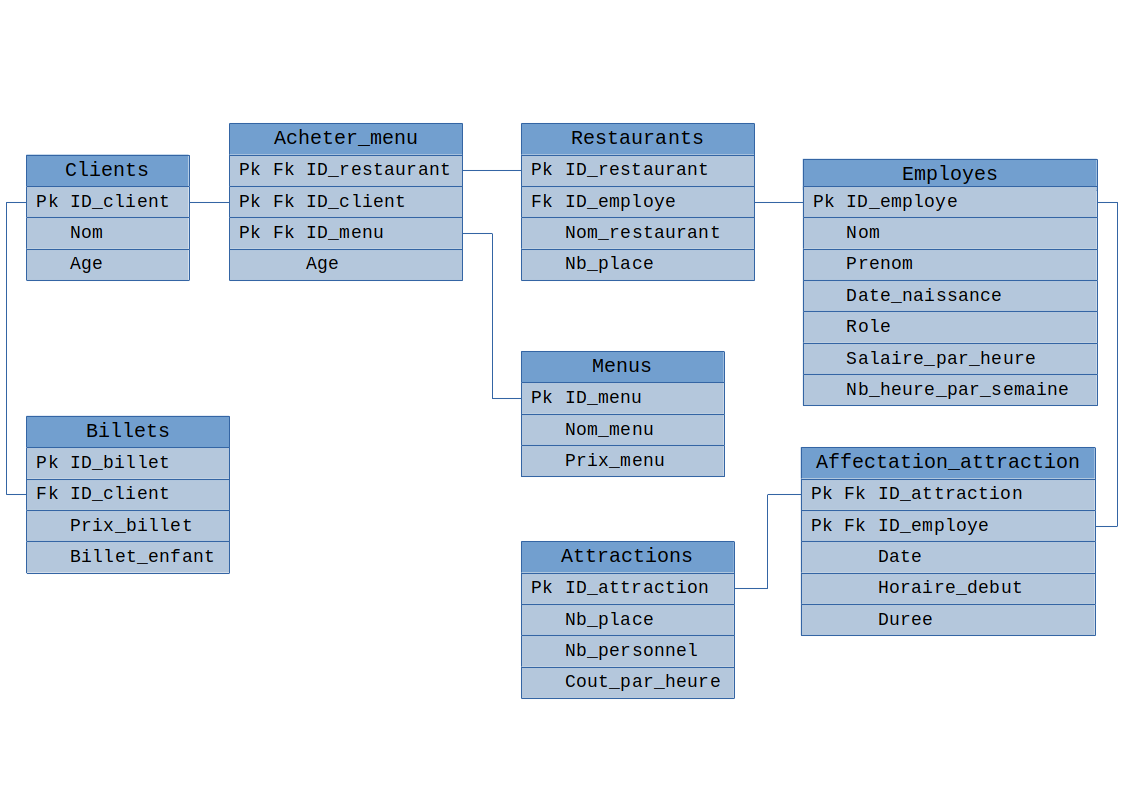 Clients
Pk ID_client
Nom
Age
Acheter_menu
Pk Fk ID_restaurant
Pk Fk ID_client
Pk Fk ID_menu
Age
Restaurants
Pk ID_restaurant
Fk ID_employe
Nom_restaurant
Nb_place
Employes
Pk ID_employe
Nom
Prenom
Date_naissance
Role
Salaire_par_heure
Nb_heure_par_semaine
Menus
Pk ID_menu
Nom_menu
Prix_menu
Billets
Pk ID_billet
Fk ID_client
Prix_billet
Billet_enfant
Affectation_attraction
Pk Fk ID_attraction
Pk Fk ID_employe
Date
Horaire_debut
Duree
Attractions
Pk ID_attraction
Nb_place
Nb_personnel
Cout_par_heure